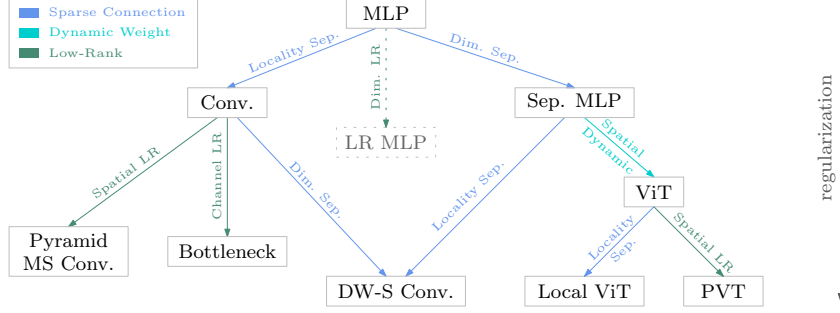 Sparse Connection
Dynamic Weight
Low-Rank
MLP
Locality Sep.
Dim. LR
Dim. Sep.
Conv.
Sep. MLP
LR MLP
Spatial LR
Channel LR
Dim. Sep.
Locality Sep.
Spatial
Dynamic
ViT
Pyramid
MS Conv.
Bottleneck
Locality
Sep.
Spatial LR
DW-S Conv.
Local ViT
PVT
regularization